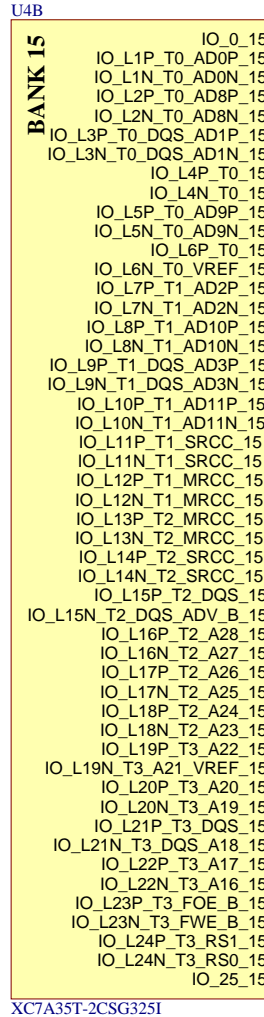 U4B
BANK 15
IO_0_15
IO_L1P_T0_AD0P_15
IO_L1N_T0_AD0N_15
IO_L2P_T0_AD8P_15
IO_L2N_T0_AD8N_15
IO_L3P_T0_DQS_AD1P_15
IO_L3N_T0_DQS_AD1N_15
IO_L4P_T0_15
IO_L4N_T0_15
IO_L5P_T0_AD9P_15
IO_L5N_T0_AD9N_15
IO_L6P_T0_15
IO_L6N_T0_VREF_15
IO_L7P_T1_AD2P_15
IO_L7N_T1_AD2N_15
IO_L8P_T1_AD10P_15
IO_L8N_T1_AD10N_15
IO_L9P_T1_DQS_AD3P_15
IO_L9N_T1_DQS_AD3N_15
IO_L10P_T1_AD11P_15
IO_L10N_T1_AD11N_15
IO_L11P_T1_SRCC_15
IO_L11N_T1_SRCC_15
IO_L12P_T1_MRCC_15
IO_L12N_T1_MRCC_15
IO_L13P_T2_MRCC_15
IO_L13N_T2_MRCC_15
IO_L14P_T2_SRCC_15
IO_L14N_T2_SRCC_15
IO_L15P_T2_DQS_15
IO_L15N_T2_DQS_ADV_B_15
IO_L16P_T2_A28_15
IO_L16N_T2_A27_15
IO_L17P_T2_A26_15
IO_L17N_T2_A25_15
IO_L18P_T2_A24_15
IO_L18N_T2_A23_15
IO_L19P_T3_A22_15
IO_L19N_T3_A21_VREF_15
IO_L20P_T3_A20_15
IO_L20N_T3_A19_15
IO_L21P_T3_DQS_15
IO_L21N_T3_DQS_A18_15
IO_L22P_T3_A17_15
IO_L22N_T3_A16_15
IO_L23P_T3_FOE_B_15
IO_L23N_T3_FWE_B_15
IO_L24P_T3_RS1_15
IO_L24N_T3_RS0_15
IO_25_15
XC7A35T-2CSG325I